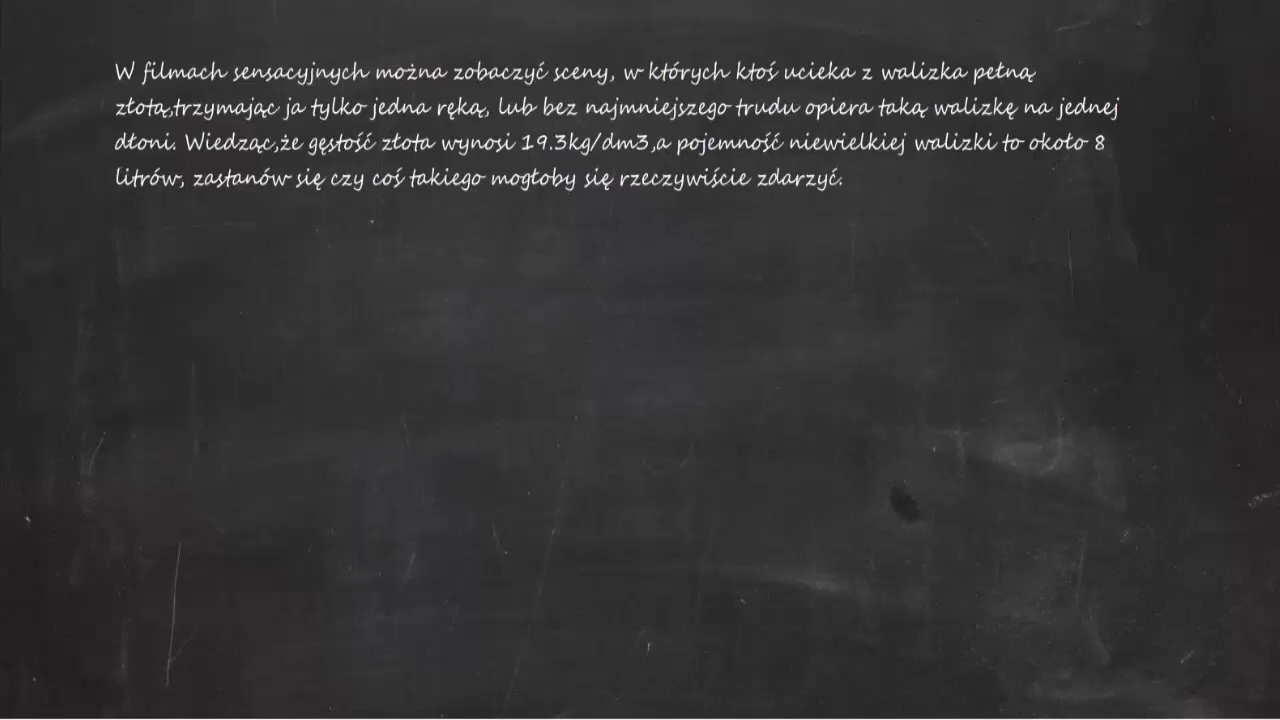 W filmach sensacyjnych można zobaczyć sceny, w których ktoś ucieka z walizka pełną
złotą,trzymając ja tylko jedna ręką, lub bez najmniejszego trudu opiera taką walizkę na jednej
dłoni. Wiedząc,że gęstość złota wynosi 19.3kg/dm3,a pojemność niewielkiej walizki to około 8
litrów, zastanów się czy coś takiego mogłoby się rzeczywiście zdarzyć.